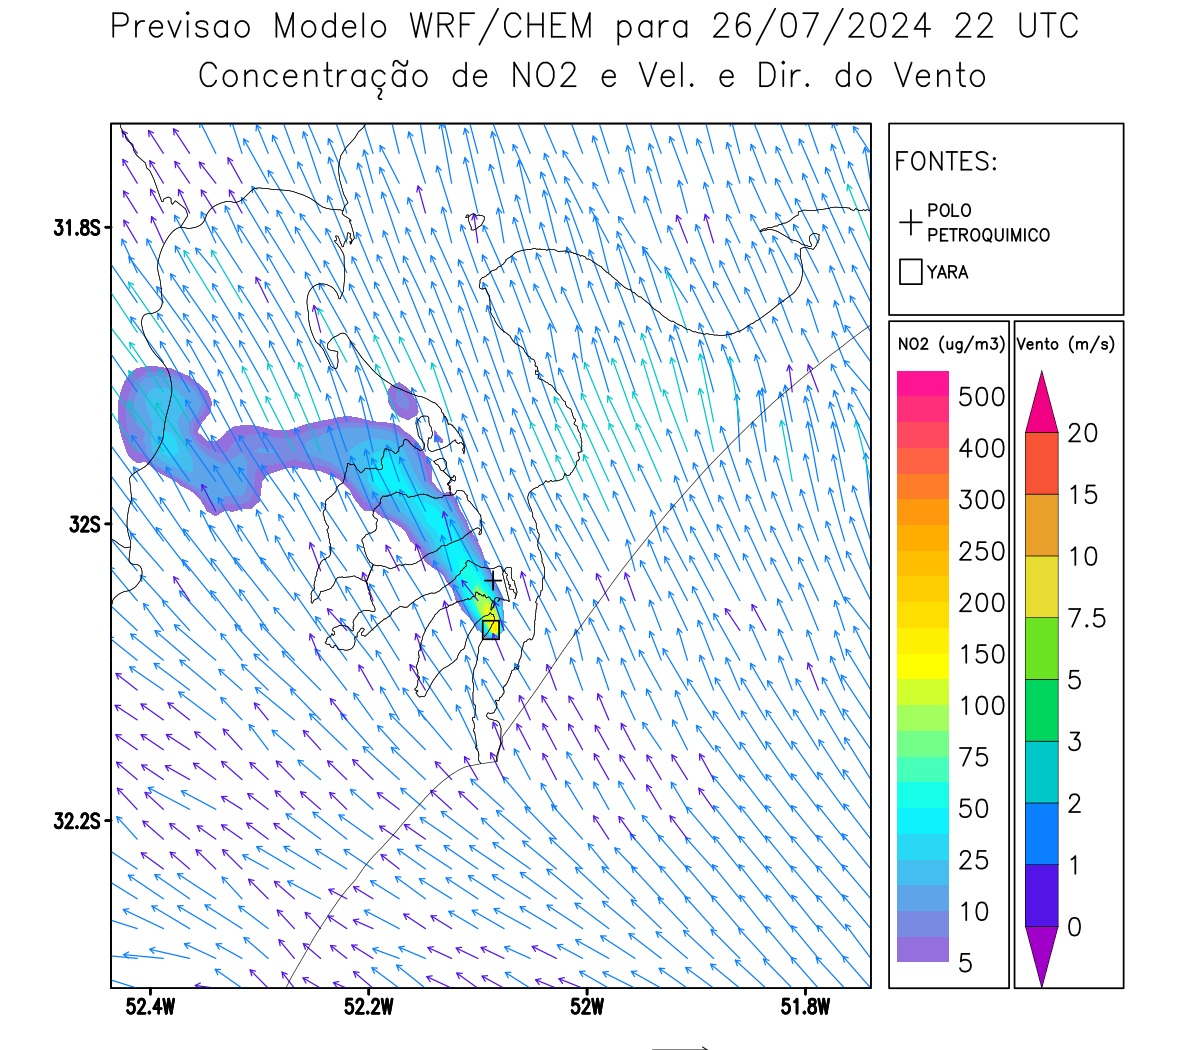 Previsao Modelo WRF/CHEM para 26/07/2024 22 UTC
Concentração de NO2 e Vel. e Dir. do Vento
FONTES:
POLO
PETROQUIMICO
YARA
31.8S
32S
32.2S
52.4W
52.2W
52W
51.8W
NO2 (ug/m3)
500
400
300
250
200
150
100
75
50
25
10
5
Vento (m/s)
20
15
10
7.5
5
3
2
1
0